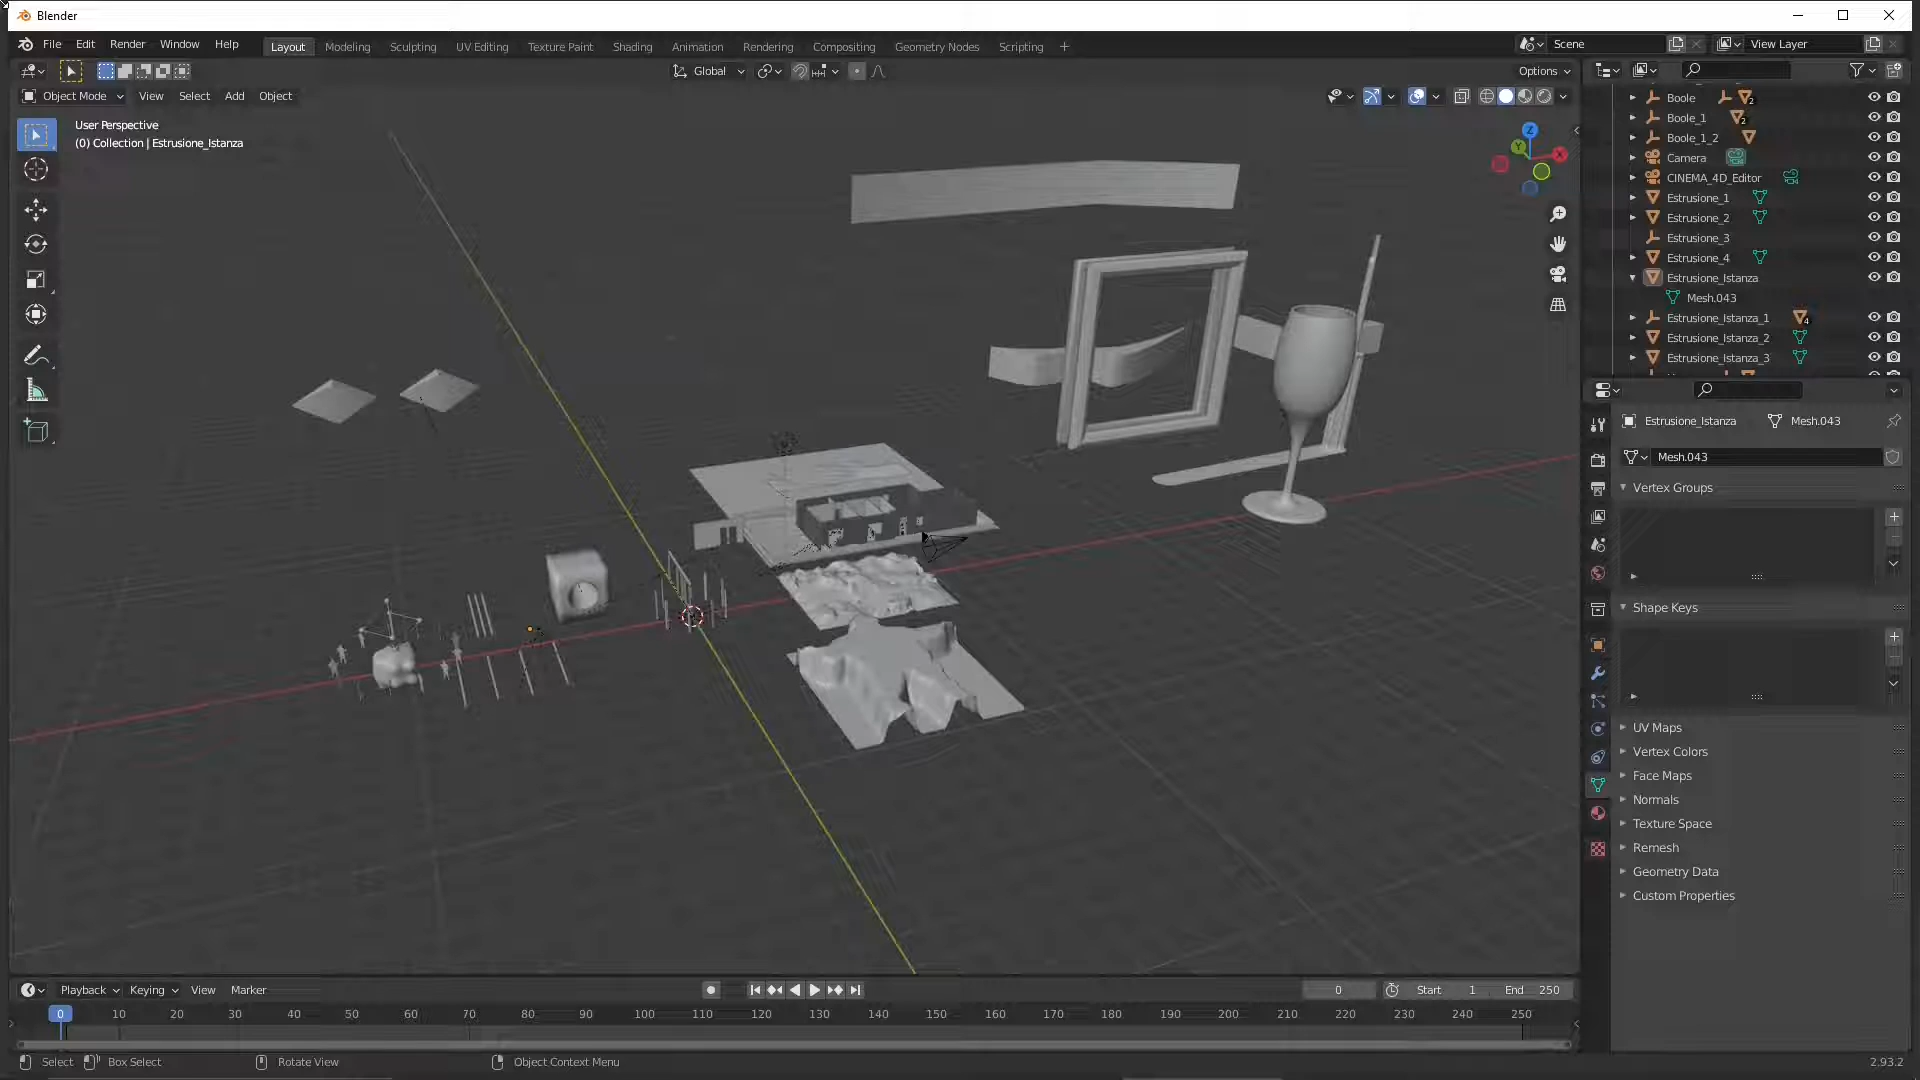 Blender
File Edit Render Window Help Layout Modeling Sculpting UV Editing Texture Paint Shading Animation Rendering Compositing Geometry Nodes Scripting + Scene View Layer
Global Options
Object Mode View Select Add Object
User Perspective
(0) Collection | Estrusione_Istanza
Z
Y
X
Boole 2
Boole_1 2
Boole_1_2
Camera
CINEMA_4D_Editor
Estrusione_1
Estrusione_2
Estrusione_3
Estrusione_4
Estrusione_Istanza
Mesh.043
Estrusione_Istanza_1 4
Estrusione_Istanza_2
Estrusione_Istanza_3
Estrusione_Istanza Mesh.043
Mesh.043
Vertex Groups
Shape Keys
UV Maps
Vertex Colors
Face Maps
Normals
Texture Space
Remesh
Geometry Data
Custom Properties
Playback Keying View Marker 0 Start 1 End 250
0 10 20 30 40 50 60 70 80 90 100 110 120 130 140 150 160 170 180 190 200 210 220 230 240 250
Select Box Select Rotate View Object Context Menu 2.93.2